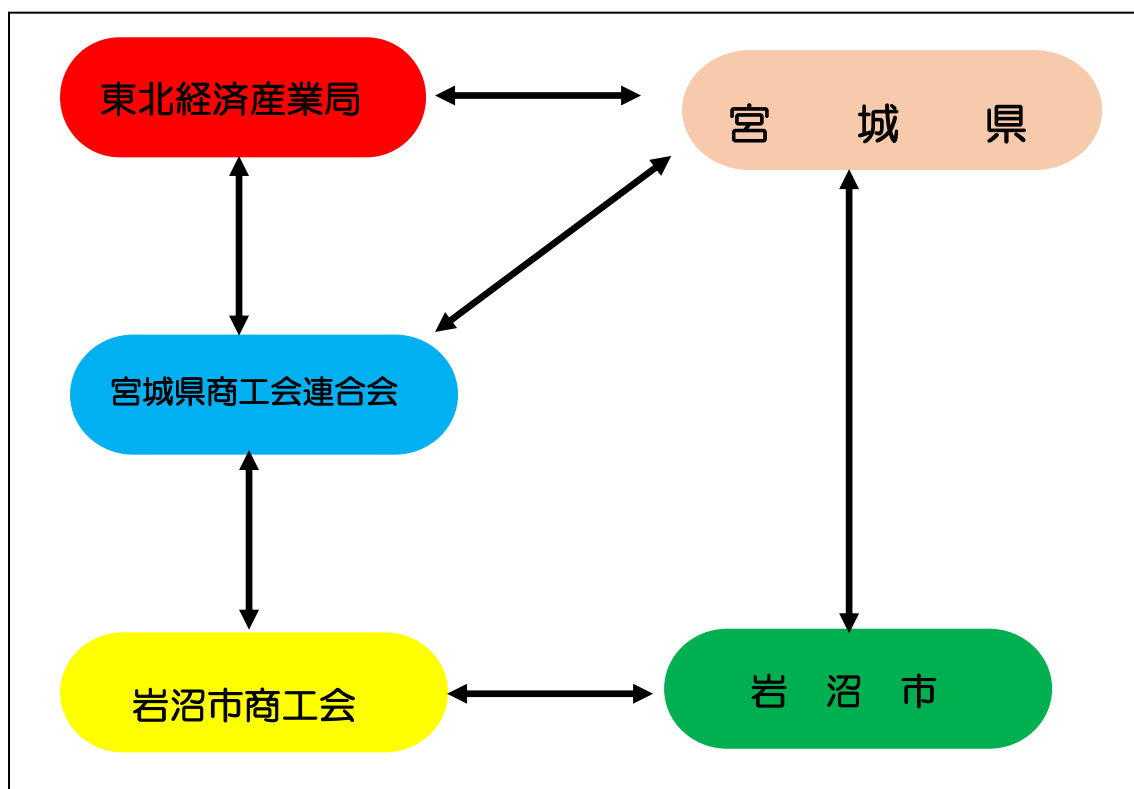 東北経済産業局
宮　城　県
宮城県商工会連合会
岩沼市商工会
岩　沼　市